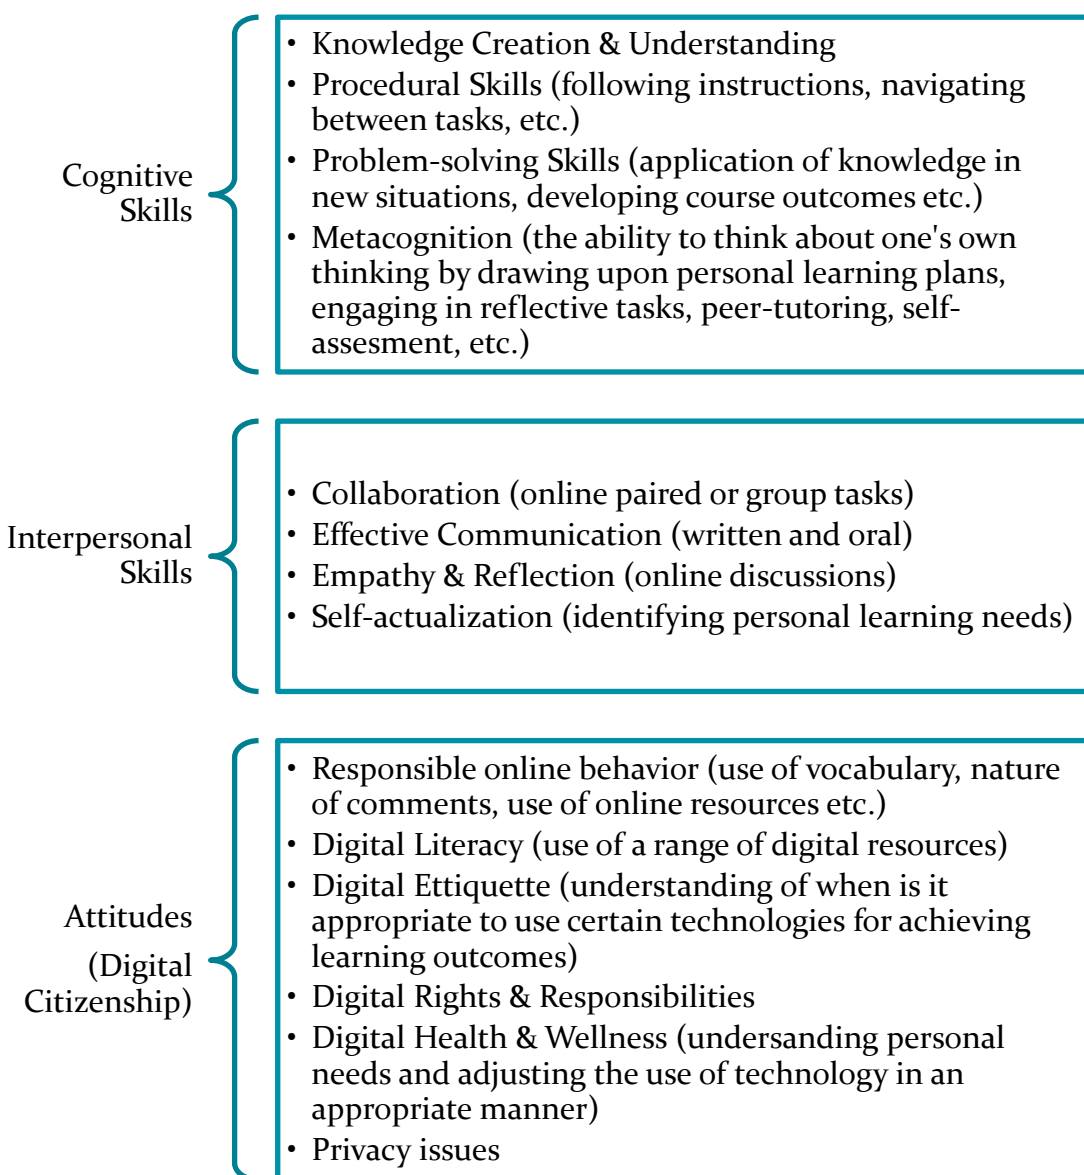 Cognitive
Skills
• Knowledge Creation & Understanding
• Procedural Skills (following instructions, navigating
between tasks, etc.)
• Problem-solving Skills (application of knowledge in
new situations, developing course outcomes etc.)
• Metacognition (the ability to think about one's own
thinking by drawing upon personal learning plans,
engaging in reflective tasks, peer-tutoring, self-
assesment, etc.)
Interpersonal
Skills
• Collaboration (online paired or group tasks)
• Effective Communication (written and oral)
• Empathy & Reflection (online discussions)
• Self-actualization (identifying personal learning needs)
Attitudes
(Digital
Citizenship)
• Responsible online behavior (use of vocabulary, nature
of comments, use of online resources etc.)
• Digital Literacy (use of a range of digital resources)
• Digital Ettiquette (understanding of when is it
appropriate to use certain technologies for achieving
learning outcomes)
• Digital Rights & Responsibilities
• Digital Health & Wellness (undersanding personal
needs and adjusting the use of technology in an
appropriate manner)
• Privacy issues